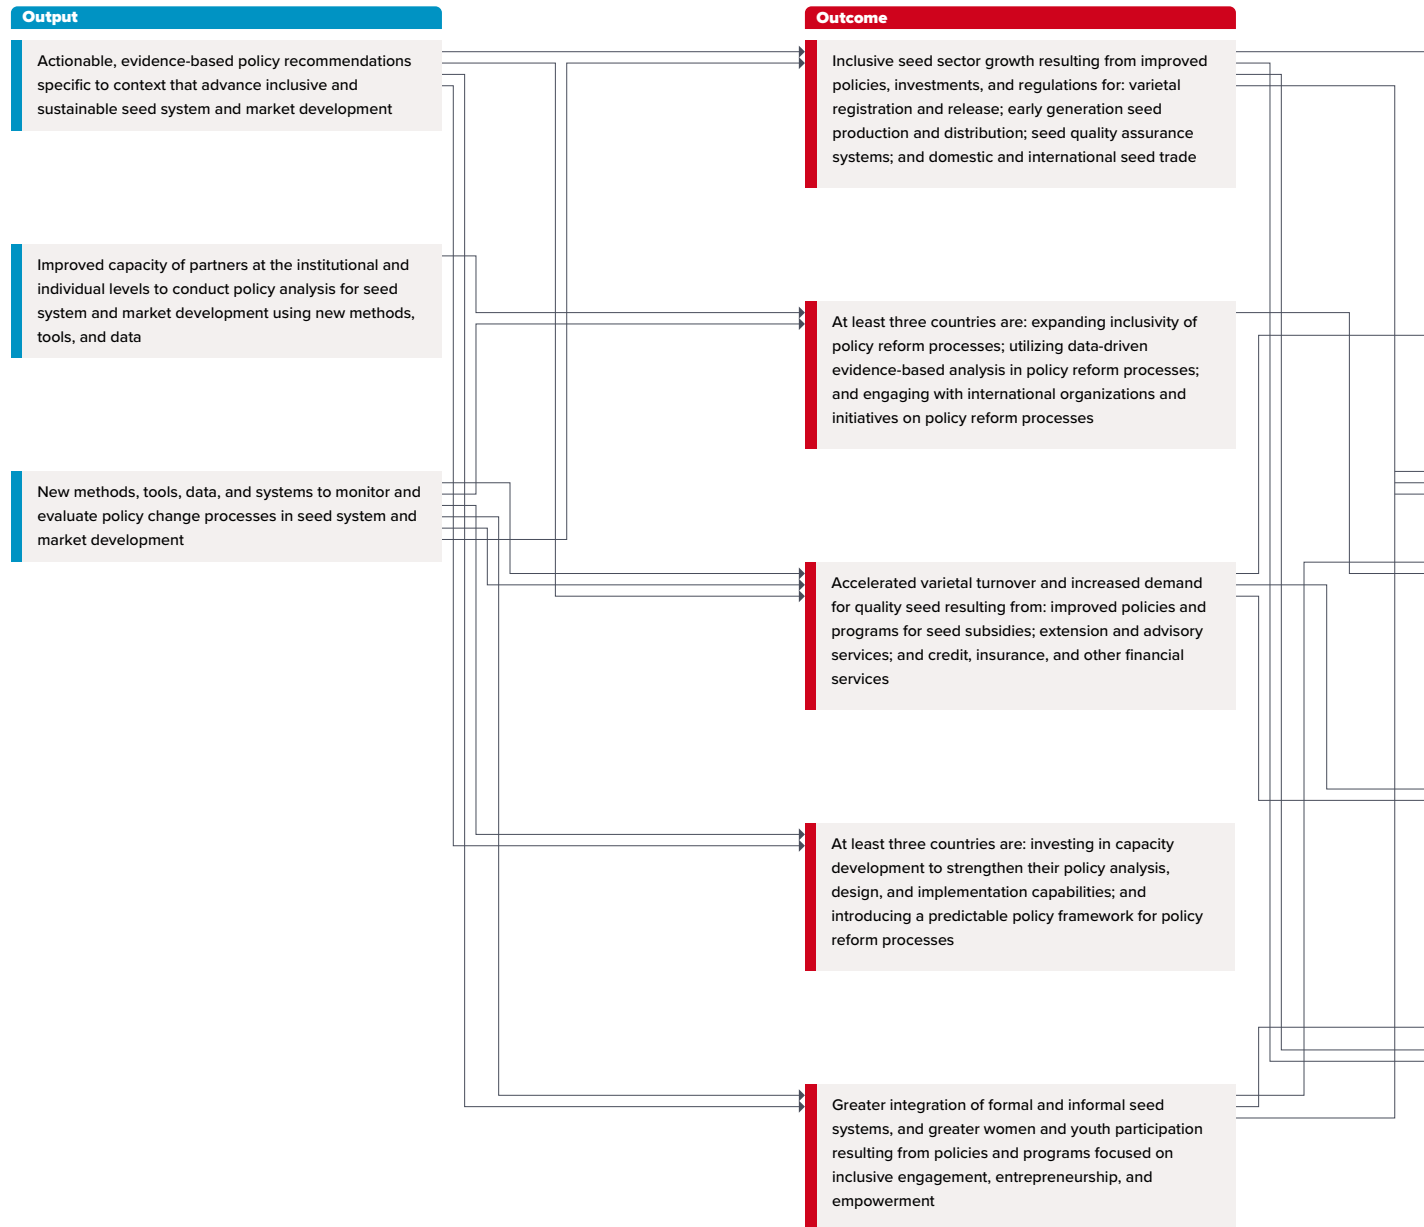 Output
Actionable, evidence-based policy recommendations
specific to context that advance inclusive and
sustainable seed system and market development
Improved capacity of partners at the institutional and
individual levels to conduct policy analysis for seed
system and market development using new methods,
tools, and data
New methods, tools, data, and systems to monitor and
evaluate policy change processes in seed system and
market development
Outcome
Inclusive seed sector growth resulting from improved
policies, investments, and regulations for: varietal
registration and release; early generation seed
production and distribution; seed quality assurance
systems; and domestic and international seed trade
At least three countries are: expanding inclusivity of
policy reform processes; utilizing data-driven
evidence-based analysis in policy reform processes;
and engaging with international organizations and
initiatives on policy reform processes
Accelerated varietal turnover and increased demand
for quality seed resulting from: improved policies and
programs for seed subsidies; extension and advisory
services; and credit, insurance, and other financial
services
At least three countries are: investing in capacity
development to strengthen their policy analysis,
design, and implementation capabilities; and
introducing a predictable policy framework for policy
reform processes
Greater integration of formal and informal seed
systems, and greater women and youth participation
resulting from policies and programs focused on
inclusive engagement, entrepreneurship, and
empowerment